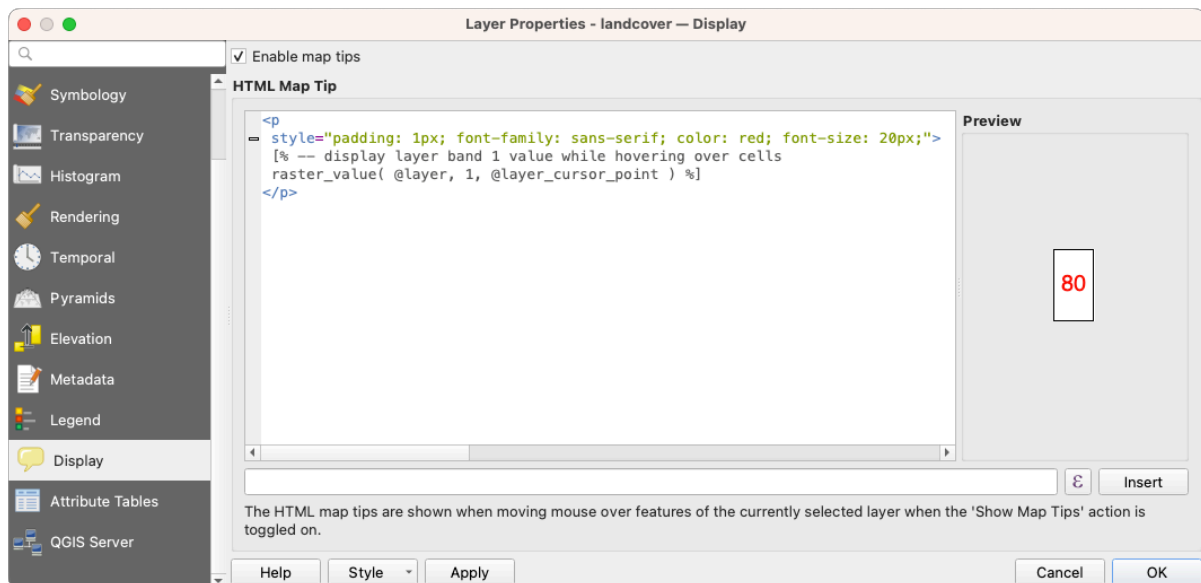 Layer Properties - landcover — Display
Symbology
Transparency
Histogram
Rendering
Temporal
Pyramids
Elevation
Metadata
Legend
Display
Attribute Tables
QGIS Server
Enable map tips
HTML Map Tip
<p
style="padding: 1px; font-family: sans-serif; color: red; font-size: 20px;">
[% -- display layer band 1 value while hovering over cells
raster_value( @layer, 1, @layer_cursor_point ) %]
</p>
Preview
80
ε Insert
The HTML map tips are shown when moving mouse over features of the currently selected layer when the 'Show Map Tips' action is
toggled on.
Help Style Apply Cancel OK